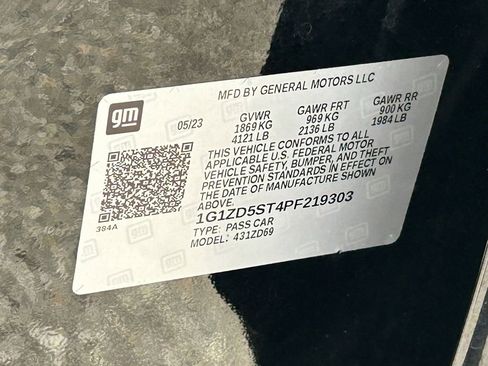 gm
MFD BY GENERAL MOTORS LLC
05/23
GVWR
1869 KG
4121 LB
GAWR FRT
969 KG
2136 LB
GAWR RR
900 KG
1984 LB
THIS VEHICLE CONFORMS TO ALL
APPLICABLE U.S. FEDERAL MOTOR
VEHICLE SAFETY, BUMPER, AND THEFT
PREVENTION STANDARDS IN EFFECT ON
THE DATE OF MANUFACTURE SHOWN
ABOVE.
384A
1G1ZD5ST4PF219303
TYPE: PASS CAR
MODEL: 431ZD69